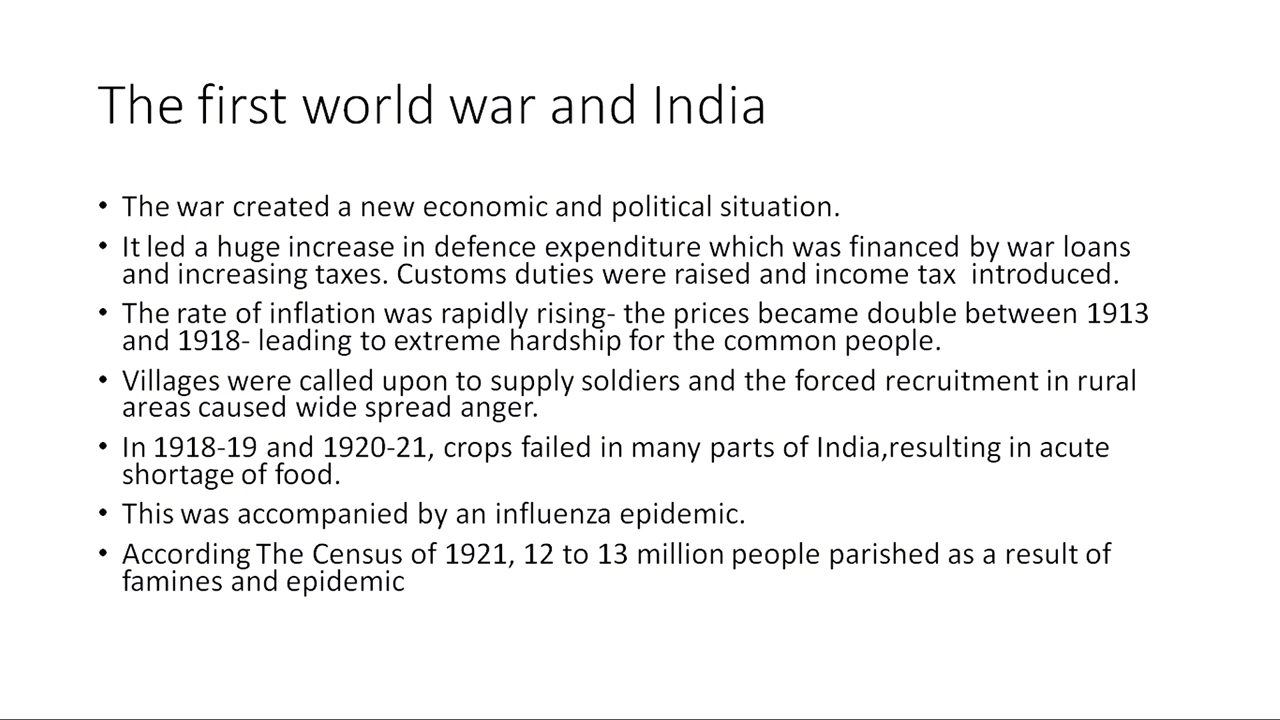 The first world war and India
• The war created a new economic and political situation.
• It led a huge increase in defence expenditure which was financed by war loans
and increasing taxes. Customs duties were raised and income tax  introduced.
• The rate of inflation was rapidly rising- the prices became double between 1913
and 1918- leading to extreme hardship for the common people.
• Villages were called upon to supply soldiers and the forced recruitment in rural
areas caused wide spread anger.
• In 1918-19 and 1920-21, crops failed in many parts of India,resulting in acute
shortage of food.
• This was accompanied by an influenza epidemic.
• According The Census of 1921, 12 to 13 million people parished as a result of
famines and epidemic